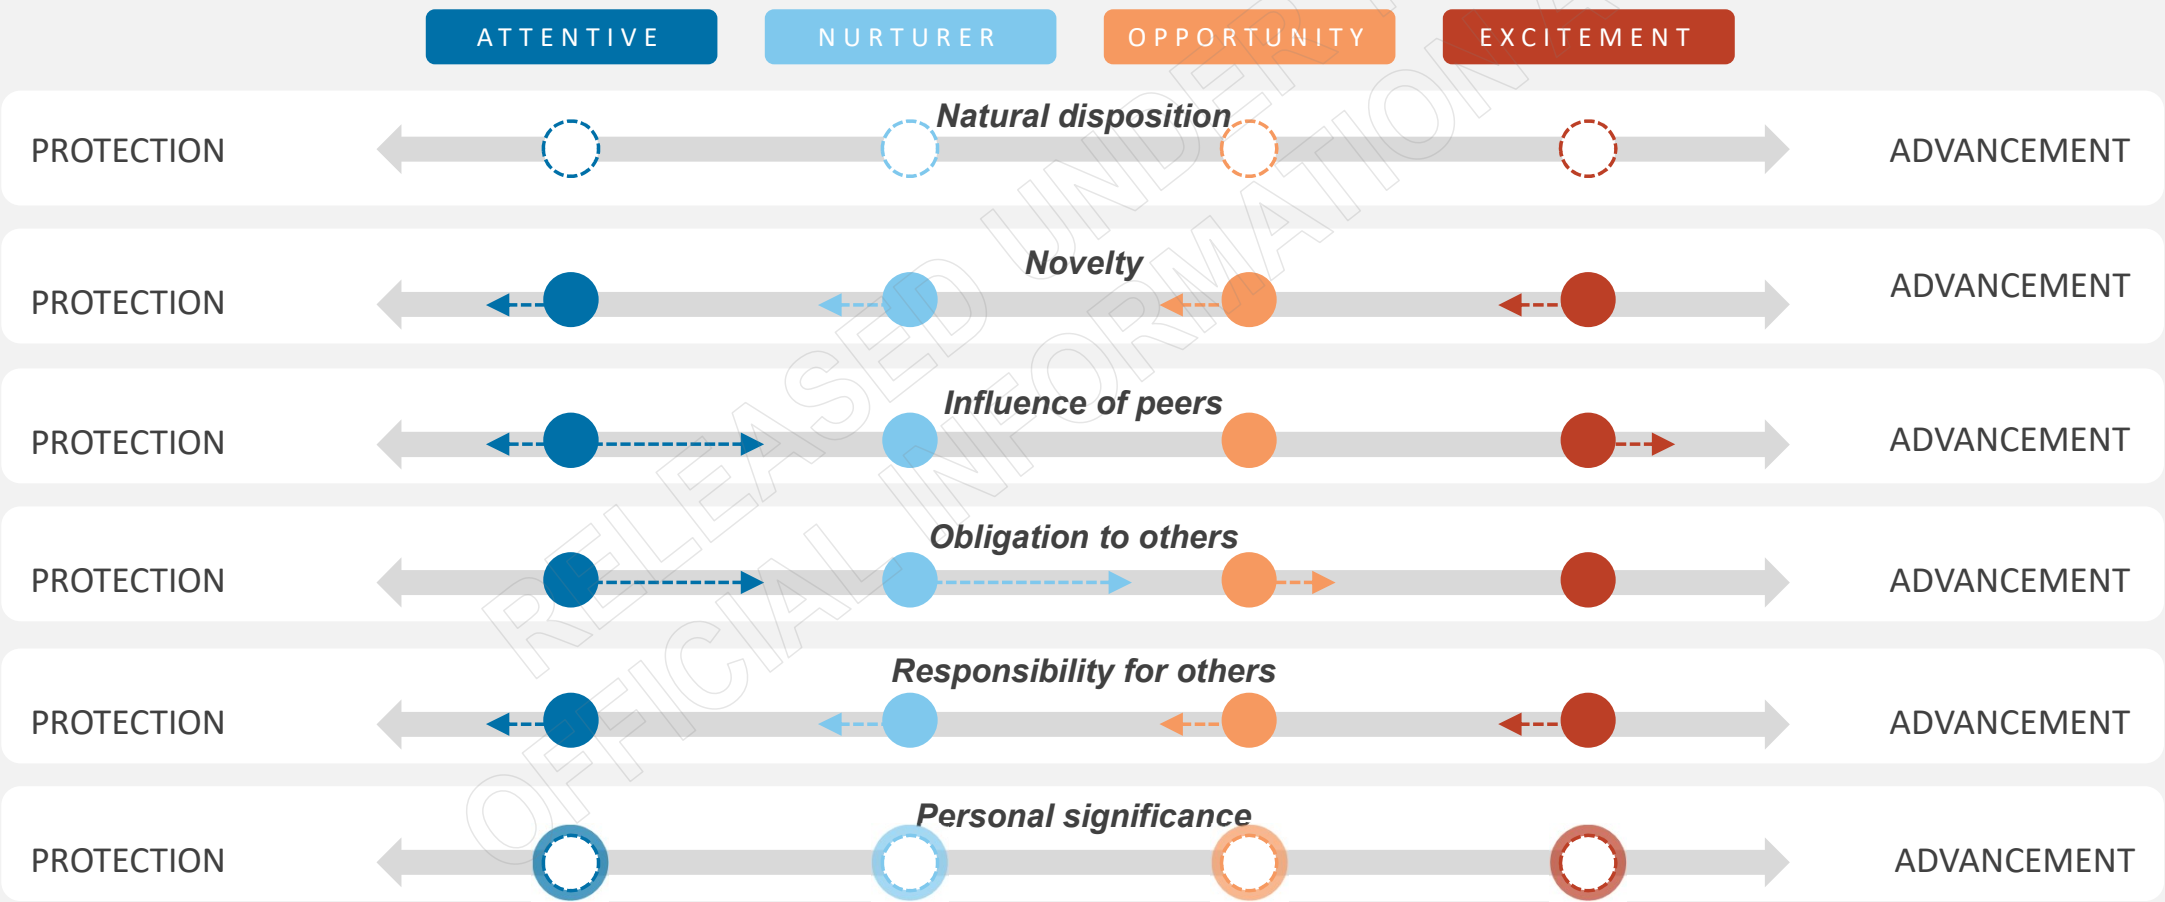 ATTENTIVE NURTURER OPPORTUNITY EXCITEMENT
Natural disposition
PROTECTION ADVANCEMENT
Novelty
PROTECTION ADVANCEMENT
Influence of peers
PROTECTION ADVANCEMENT
Obligation to others
PROTECTION ADVANCEMENT
Responsibility for others
PROTECTION ADVANCEMENT
Personal significance
PROTECTION ADVANCEMENT
RELEASED UNDER
OFFICIAL INFORMATION